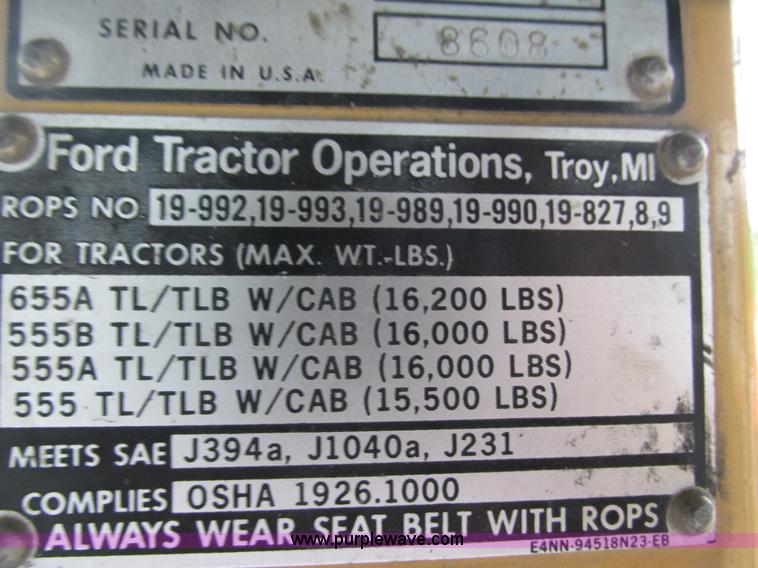 SERIAL NO. 8608
MADE IN U.S.A.
Ford Tractor Operations, Troy, MI
ROPS NO 19-992,19-993,19-989,19-990,19-827,8,9
FOR TRACTORS (MAX. WT.-LBS.)
655A TL/TLB W/CAB (16,200 LBS)
555B TL/TLB W/CAB (16,000 LBS)
555A TL/TLB W/CAB (16,000 LBS)
555 TL/TLB W/CAB (15,500 LBS)
MEETS SAE J394a, J1040a, J231
COMPLIES OSHA 1926.1000
ALWAYS WEAR SEAT BELT WITH ROPS
www.purplewave.com
E4NN-94518N23-EB